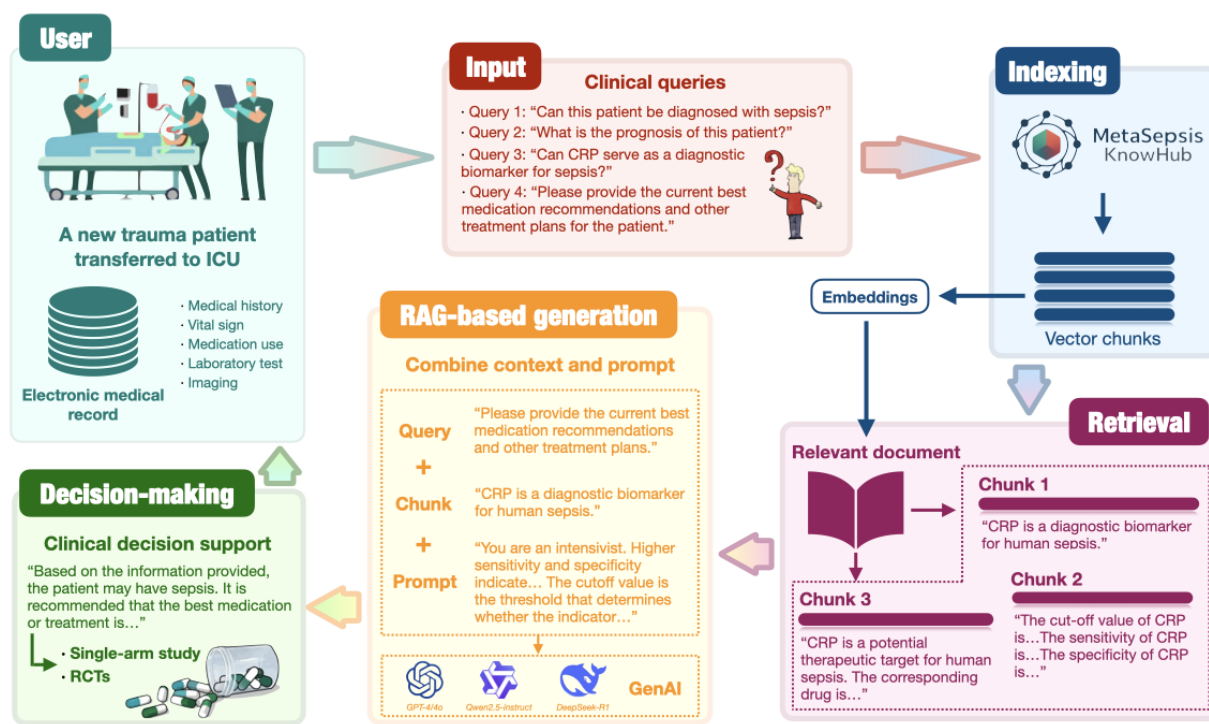 User
A new trauma patient
transferred to ICU
Electronic medical
record
· Medical history
· Vital sign
· Medication use
· Laboratory test
· Imaging
Input
Clinical queries
· Query 1: “Can this patient be diagnosed with sepsis?”
· Query 2: “What is the prognosis of this patient?”
· Query 3: “Can CRP serve as a diagnostic
biomarker for sepsis?”
· Query 4: “Please provide the current best
medication recommendations and other
treatment plans for the patient.”
?
Indexing
MetaSepsis
KnowHub
Vector chunks
Embeddings
Retrieval
Relevant document
Chunk 1
“CRP is a diagnostic biomarker
for human sepsis.”
Chunk 2
“The cut-off value of CRP
is…The sensitivity of CRP
is…The specificity of CRP
is…”
Chunk 3
“CRP is a potential
therapeutic target for human
sepsis. The corresponding
drug is…”
RAG-based generation
Combine context and prompt
Query
“Please provide the current best
medication recommendations
and other treatment plans.”
+
Chunk
“CRP is a diagnostic biomarker
for human sepsis.”
+
Prompt
“You are an intensivist. Higher
sensitivity and specificity
indicate… The cutoff value is
the threshold that determines
whether the indicator…”
GPT-4/4o
Qwen2.5-instruct
DeepSeek-R1
GenAI
Decision-making
Clinical decision support
“Based on the information provided,
the patient may have sepsis. It is
recommended that the best medication
or treatment is…”
· Single-arm study
· RCTs